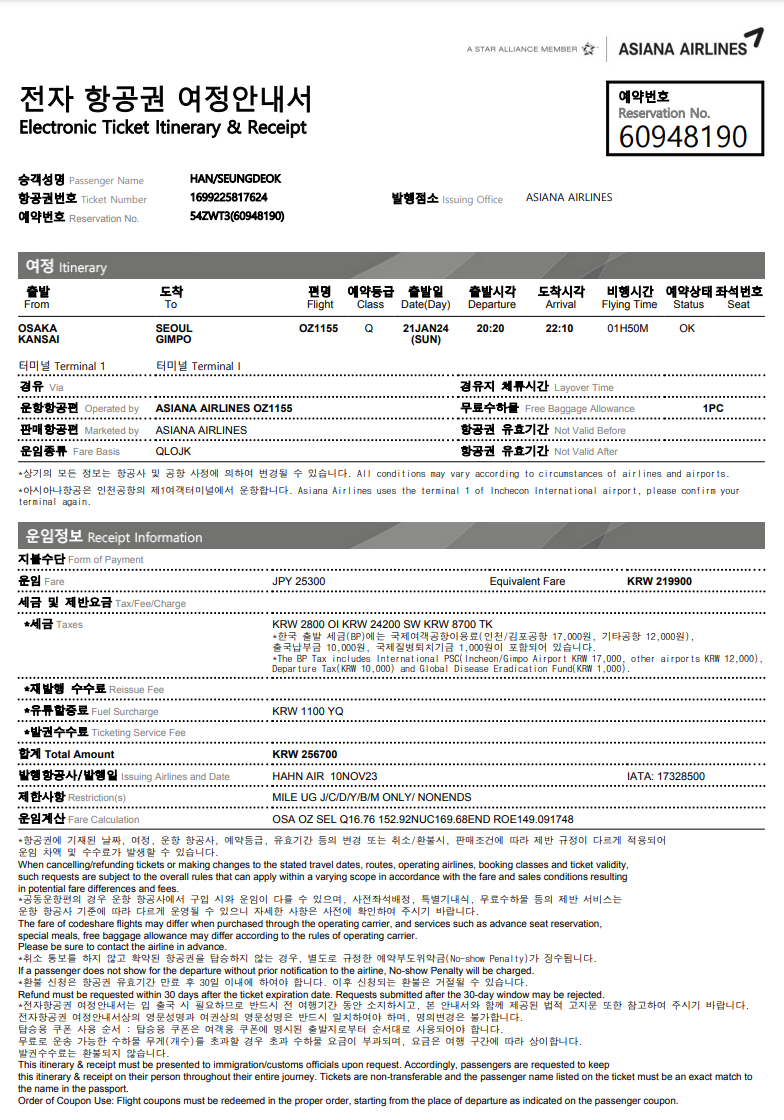 A STAR ALLIANCE MEMBER ASIANA AIRLINES
전자 항공권 여정안내서
Electronic Ticket Itinerary & Receipt
예약번호
Reservation No.
60948190
승객성명 Passenger Name HAN/SEUNGDEOK
항공권번호 Ticket Number 1699225817624 발행점소 Issuing Office ASIANA AIRLINES
예약번호 Reservation No. 54ZWT3(60948190)
여정 Itinerary
출발 도착 편명 예약등급 출발일 출발시각 도착시각 비행시간 예약상태 좌석번호
From To Flight Class Date(Day) Departure Arrival Flying Time Status Seat
OSAKA SEOUL OZ1155 Q 21JAN24 20:20 22:10 01H50M OK
KANSAI GIMPO (SUN)
터미널 Terminal 1 터미널 Terminal I
경유 Via 경유지 체류시간 Layover Time
운항항공편 Operated by ASIANA AIRLINES OZ1155 무료수하물 Free Baggage Allowance 1PC
판매항공편 Marketed by ASIANA AIRLINES 항공권 유효기간 Not Valid Before
운임종류 Fare Basis QLOJK 항공권 유효기간 Not Valid After
*상기의 모든 정보는 항공사 및 공항 사정에 의하여 변경될 수 있습니다. All conditions may vary according to circumstances of airlines and airports.
*아시아나항공은 인천공항의 제1여객터미널에서 운항합니다. Asiana Airlines uses the terminal 1 of Inchecon International airport, please confirm your
terminal again.
운임정보 Receipt Information
지불수단 Form of Payment
운임 Fare JPY 25300 Equivalent Fare KRW 219900
세금 및 제반요금 Tax/Fee/Charge
*세금 Taxes KRW 2800 OI KRW 24200 SW KRW 8700 TK
*한국 출발 세금(BP)에는 국제여객공항이용료(인천/김포공항 17,000원, 기타공항 12,000원),
출국납부금 10,000원, 국제질병퇴치기금 1,000원이 포함되어 있습니다.
*The BP Tax includes International PSC(Incheon/Gimpo Airport KRW 17,000, other airports KRW 12,000),
Departure Tax(KRW 10,000) and Global Disease Eradication Fund(KRW 1,000).
*재발행 수수료 Reissue Fee
*유류할증료 Fuel Surcharge KRW 1100 YQ
*발권수수료 Ticketing Service Fee
합계 Total Amount KRW 256700
발행항공사/발행일 Issuing Airlines and Date HAHN AIR 10NOV23 IATA: 17328500
제한사항 Restriction(s) MILE UG J/C/D/Y/B/M ONLY/ NONENDS
운임계산 Fare Calculation OSA OZ SEL Q16.76 152.92NUC169.68END ROE149.091748
*항공권에 기재된 날짜, 여정, 운항 항공사, 예약등급, 유효기간 등의 변경 또는 취소/환불시, 판매조건에 따라 제반 규정이 다르게 적용되어
운임 차액 및 수수료가 발생할 수 있습니다.
When cancelling/refunding tickets or making changes to the stated travel dates, routes, operating airlines, booking classes and ticket validity,
such requests are subject to the overall rules that can apply within a varying scope in accordance with the fare and sales conditions resulting
in potential fare differences and fees.
*공동운항편의 경우 운항 항공사에서 구입 시와 운임이 다를 수 있으며, 사전좌석배정, 특별기내식, 무료수하물 등의 제반 서비스는
운항 항공사 기준에 따라 다르게 운영될 수 있으니 자세한 사항은 사전에 확인하여 주시기 바랍니다.
The fare of codeshare flights may differ when purchased through the operating carrier, and services such as advance seat reservation,
special meals, free baggage allowance may differ according to the rules of operating carrier.
Please be sure to contact the airline in advance.
*취소 통보를 하지 않고 확약된 항공권을 탑승하지 않는 경우, 별도로 규정한 예약부도위약금(No-show Penalty)가 징수됩니다.
If a passenger does not show for the departure without prior notification to the airline, No-show Penalty will be charged.
*환불 신청은 항공권 유효기간 만료 후 30일 이내에 하여야 합니다. 이후 신청되는 환불은 거절될 수 있습니다.
Refund must be requested within 30 days after the ticket expiration date. Requests submitted after the 30-day window may be rejected.
*전자항공권 여정안내서는 입 출국 시 필요하므로 반드시 전 여행기간 동안 소지하시고, 본 안내서와 함께 제공된 법적 고지문 또한 참고하여 주시기 바랍니다.
전자항공권 여정안내서상의 영문성명과 여권상의 영문성명은 반드시 일치하여야 하며, 명의변경은 불가합니다.
탑승용 쿠폰 사용 순서 : 탑승용 쿠폰은 여객용 쿠폰에 명시된 출발지로부터 순서대로 사용되어야 합니다.
무료로 운송 가능한 수하물 무게(개수)를 초과할 경우 초과 수하물 요금이 부과되며, 요금은 여행 구간에 따라 상이합니다.
발권수수료는 환불되지 않습니다.
This itinerary & receipt must be presented to immigration/customs officials upon request. Accordingly, passengers are requested to keep
this itinerary & receipt on their person throughout their entire journey. Tickets are non-transferable and the passenger name listed on the ticket must be an exact match to
the name in the passport.
Order of Coupon Use: Flight coupons must be redeemed in the proper order, starting from the place of departure as indicated on the passenger coupon.